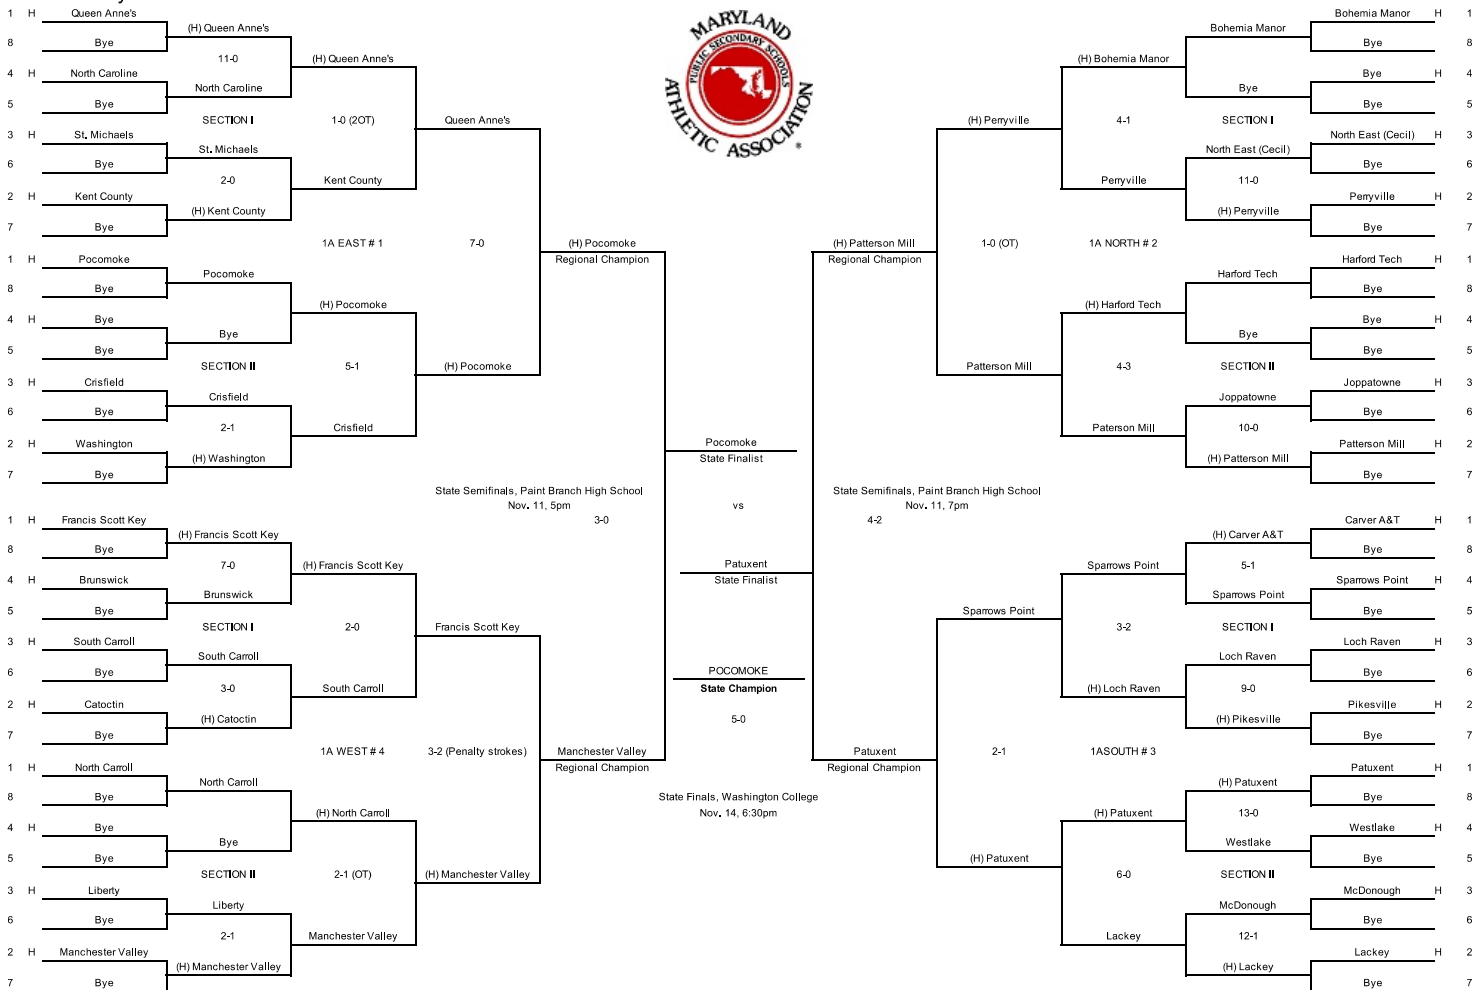 1 H Queen Anne's
8 Bye
(H) Queen Anne's
11-0
4 H North Caroline
5 Bye
North Caroline
(H) Queen Anne's
SECTION I
1-0 (2OT)
3 H St. Michaels
6 Bye
St. Michaels
2-0
2 H Kent County
7 Bye
(H) Kent County
Kent County
Queen Anne's
1A EAST # 1
7-0
1 H Pocomoke
8 Bye
Pocomoke
4 H Bye
5 Bye
Bye
(H) Pocomoke
SECTION II
5-1
3 H Crisfield
6 Bye
Crisfield
2-1
2 H Washington
7 Bye
(H) Washington
Crisfield
(H) Pocomoke
(H) Pocomoke
Regional Champion
1 H Francis Scott Key
8 Bye
(H) Francis Scott Key
7-0
4 H Brunswick
5 Bye
Brunswick
(H) Francis Scott Key
SECTION I
2-0
3 H South Carroll
6 Bye
South Carroll
3-0
2 H Catoctin
7 Bye
(H) Catoctin
South Carroll
Francis Scott Key
1A WEST # 4
3-2 (Penalty strokes)
1 H North Carroll
8 Bye
North Carroll
4 H Bye
5 Bye
Bye
(H) North Carroll
SECTION II
2-1 (OT)
3 H Liberty
6 Bye
Liberty
2-1
2 H Manchester Valley
7 Bye
(H) Manchester Valley
Manchester Valley
(H) Manchester Valley
Manchester Valley
Regional Champion
MARYLAND
PUBLIC SECONDARY SCHOOLS
ATHLETIC ASSOCIATION
®
State Semifinals, Paint Branch High School
Nov. 11, 5pm
3-0
Pocomoke
State Finalist
vs
Patuxent
State Finalist
POCOMOKE
State Champion
5-0
State Finals, Washington College
Nov. 14, 6:30pm
State Semifinals, Paint Branch High School
Nov. 11, 7pm
4-2
Bohemia Manor H 1
Bye 8
Bohemia Manor
Bye H 4
Bye 5
Bye
(H) Bohemia Manor
4-1
SECTION I
North East (Cecil) H 3
Bye 6
North East (Cecil)
11-0
Perryville H 2
Bye 7
(H) Perryville
Perryville
(H) Perryville
1-0 (OT)
1A NORTH # 2
Harford Tech H 1
Bye 8
Harford Tech
Bye H 4
Bye 5
Bye
(H) Harford Tech
4-3
SECTION II
Joppatowne H 3
Bye 6
Joppatowne
10-0
Patterson Mill H 2
Bye 7
(H) Patterson Mill
Paterson Mill
Patterson Mill
(H) Patterson Mill
Regional Champion
Carver A&T H 1
Bye 8
(H) Carver A&T
5-1
Sparrows Point H 4
Bye 5
Sparrows Point
Sparrows Point
3-2
SECTION I
Loch Raven H 3
Bye 6
Loch Raven
9-0
Pikesville H 2
Bye 7
(H) Pikesville
(H) Loch Raven
Sparrows Point
2-1
1ASOUTH # 3
Patuxent H 1
Bye 8
(H) Patuxent
13-0
Westlake H 4
Bye 5
Westlake
(H) Patuxent
6-0
SECTION II
McDonough H 3
Bye 6
McDonough
12-1
Lackey H 2
Bye 7
(H) Lackey
Lackey
(H) Patuxent
Patuxent
Regional Champion